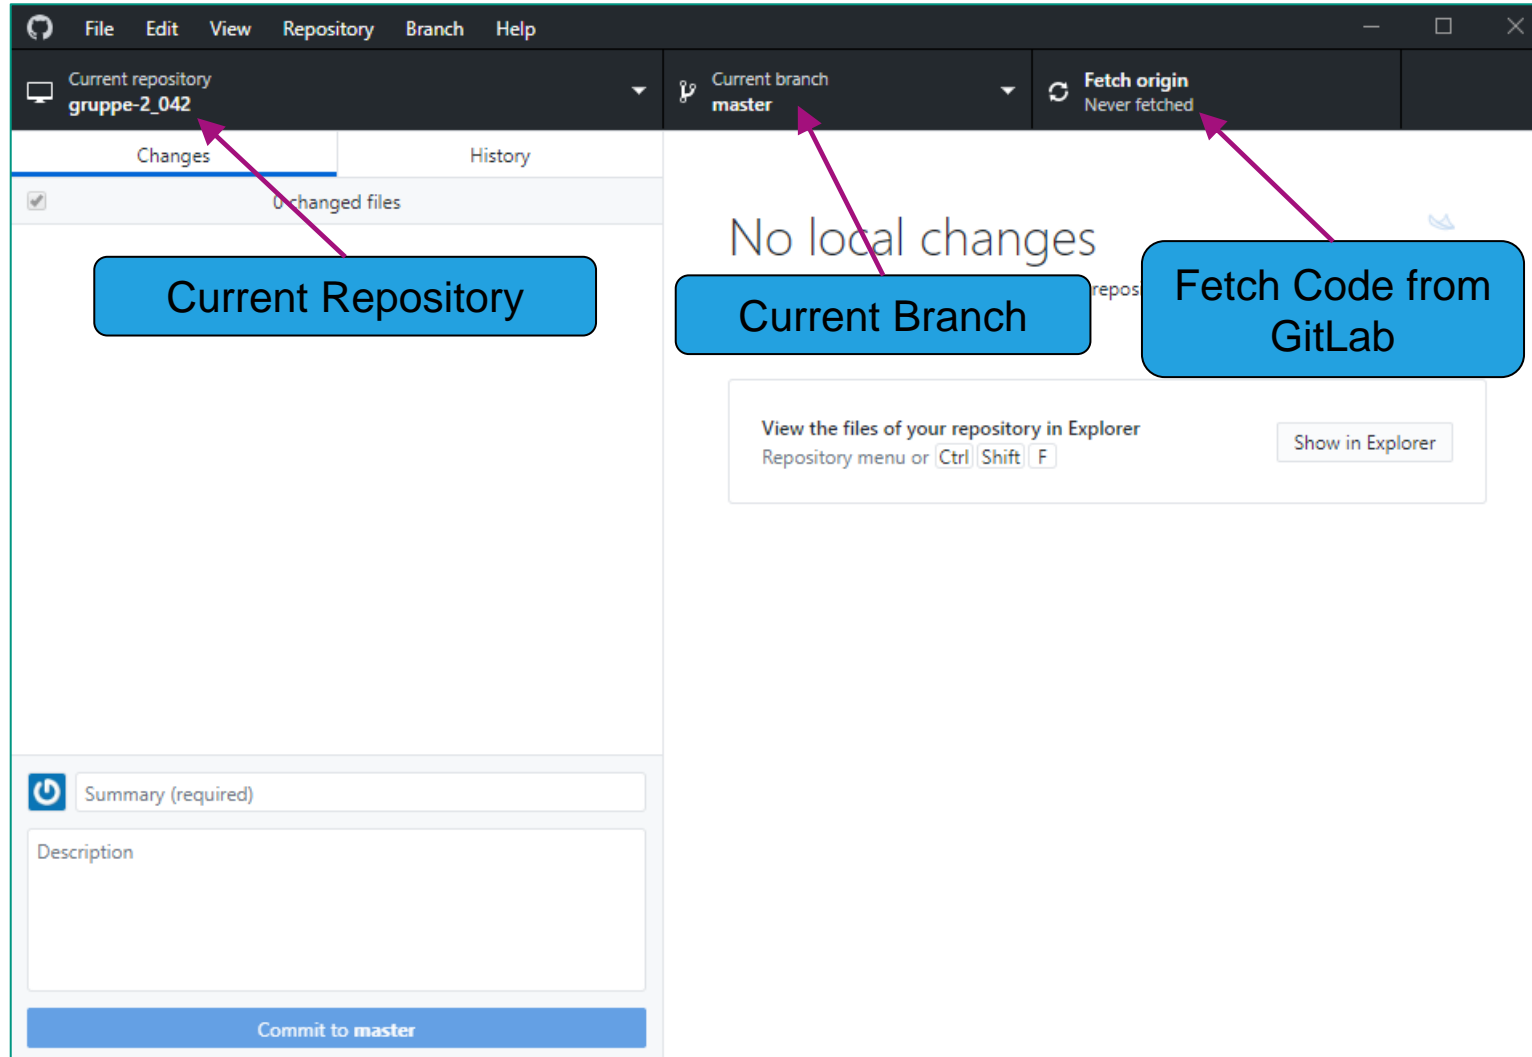 File Edit View Repository Branch Help
Current repository
gruppe-2_042
Current branch
master
Fetch origin
Never fetched
Changes
History
0 changed files
No local changes
Current Repository
Current Branch
Fetch Code from
GitLab
View the files of your repository in Explorer
Repository menu or Ctrl Shift F
Show in Explorer
Summary (required)
Description
Commit to master